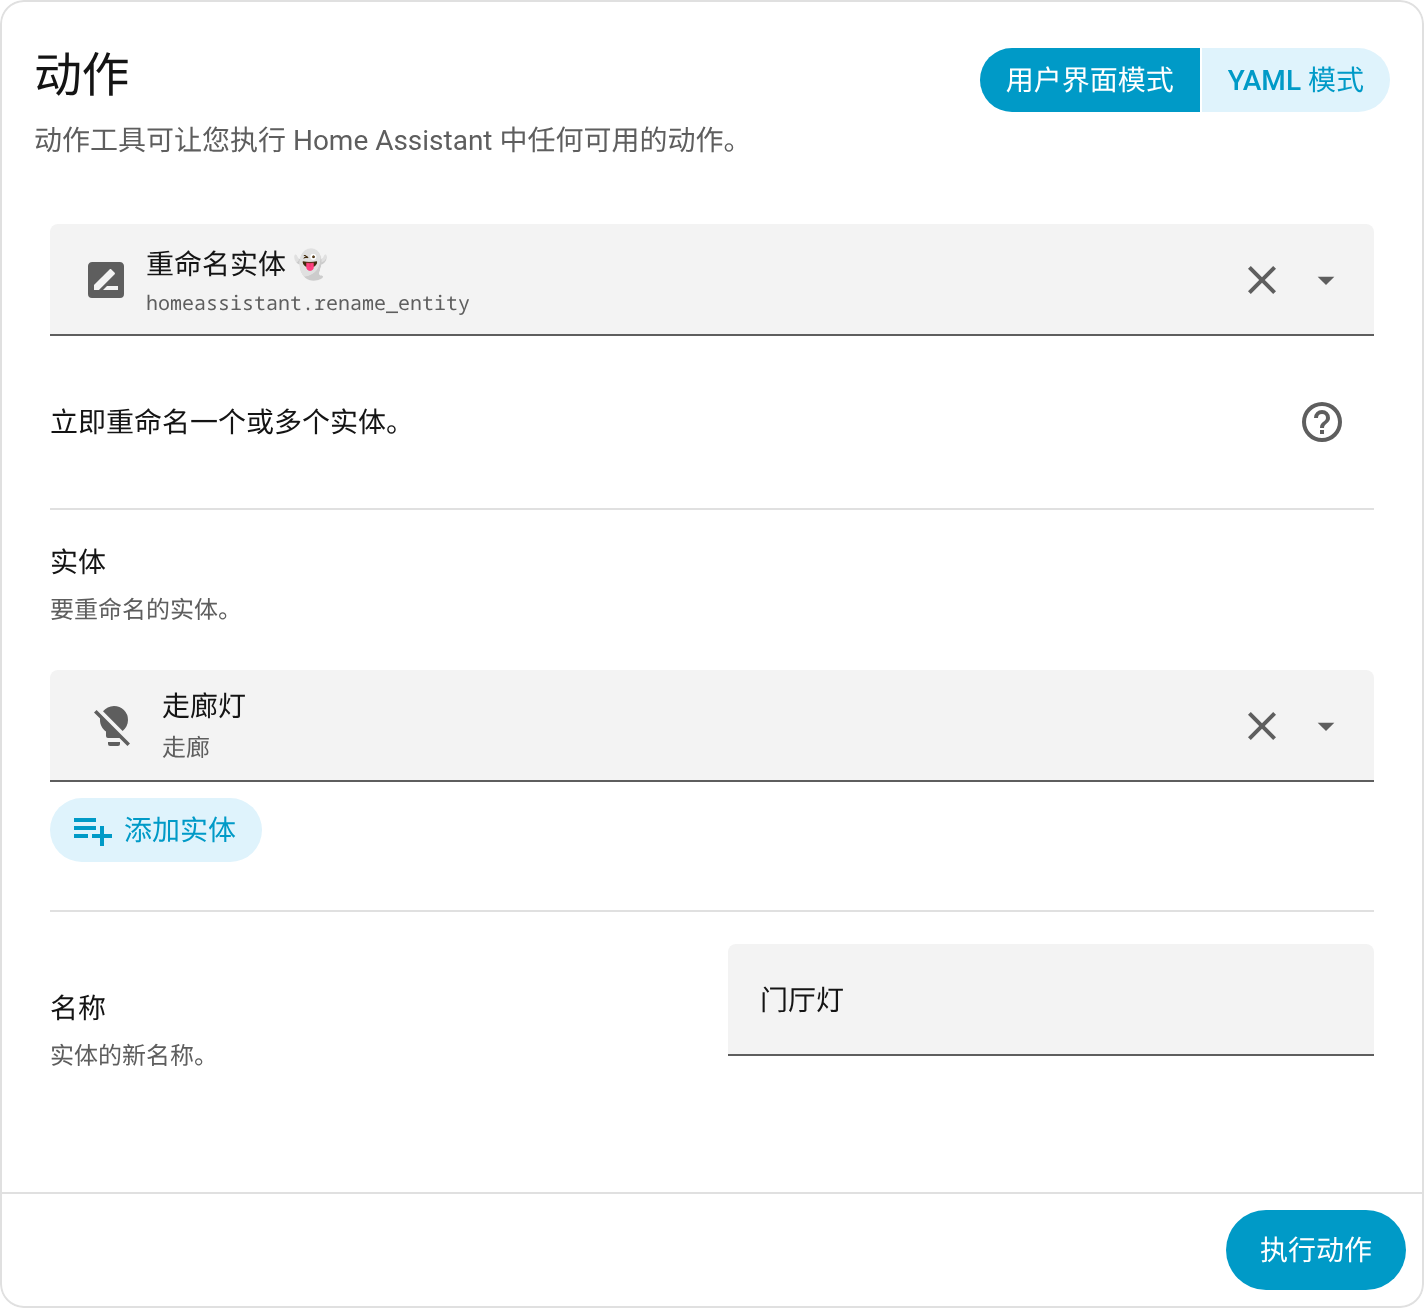 动作
用户界面模式
YAML 模式
动作工具可让您执行 Home Assistant 中任何可用的动作。
重命名实体 👻
homeassistant.rename_entity
立即重命名一个或多个实体。
实体
要重命名的实体。
走廊灯
走廊
添加实体
名称
实体的新名称。
门厅灯
执行动作